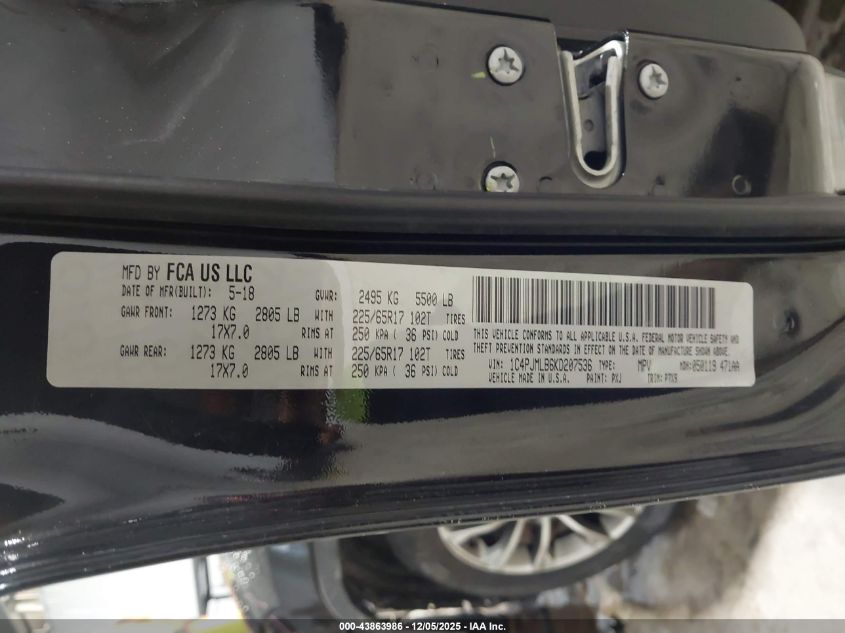 MFD BY FCA US LLC
DATE OF MFR(BUILT): 5-18 GVWR: 2495 KG 5500 LB
GAWR FRONT: 1273 KG 2805 LB WITH 225/65R17 102T TIRES
17X7.0 RIMS AT 250 KPA ( 36 PSI) COLD
GAWR REAR: 1273 KG 2805 LB WITH 225/65R17 102T TIRES
17X7.0 RIMS AT 250 KPA ( 36 PSI) COLD
THIS VEHICLE CONFORMS TO ALL APPLICABLE U.S.A. FEDERAL MOTOR VEHICLE SAFETY AND
THEFT PREVENTION STANDARDS IN EFFECT ON THE DATE OF MANUFACTURE SHOWN ABOVE.
VIN: 1C4PJMLB6KD207536 TYPE: MPV MDH:050119 471AA
VEHICLE MADE IN U.S.A. PAINT: PXJ TRIM: P7X9
000-43863986 - 12/05/2025 - IAA Inc.